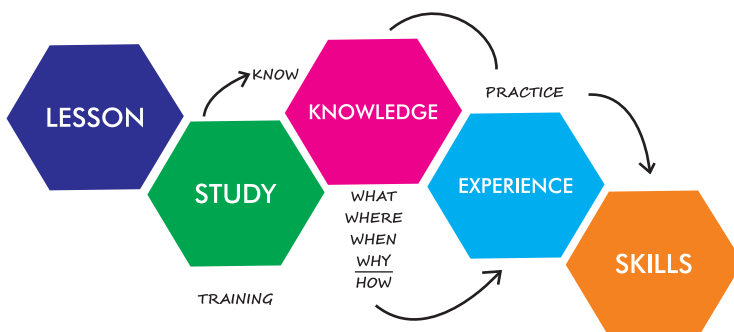 LESSON
STUDY
KNOW
KNOWLEDGE
PRACTICE
EXPERIENCE
SKILLS
WHAT
WHERE
WHEN
WHY
HOW
TRAINING